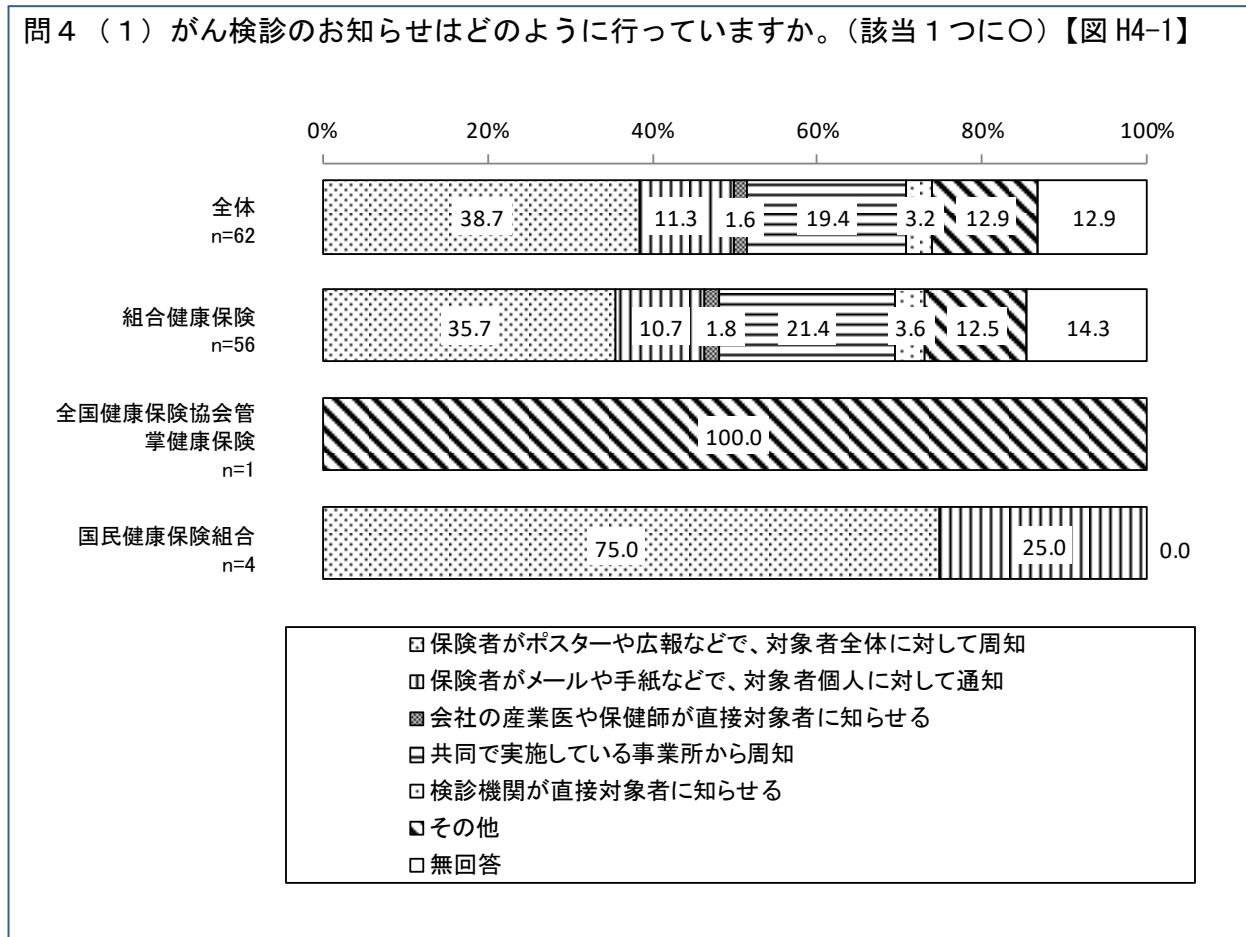 問４（１）がん検診のお知らせはどのように行っていますか。（該当１つに〇）【図 H4-1】
0% 20% 40% 60% 80% 100%
全体
n=62
38.7 11.3 1.6 19.4 3.2 12.9 12.9
組合健康保険
n=56
35.7 10.7 1.8 21.4 3.6 12.5 14.3
全国健康保険協会管
掌健康保険
n=1
100.0
国民健康保険組合
n=4
75.0 25.0 0.0
保険者がポスターや広報などで、対象者全体に対して周知
保険者がメールや手紙などで、対象者個人に対して通知
会社の産業医や保健師が直接対象者に知らせる
共同で実施している事業所から周知
検診機関が直接対象者に知らせる
その他
無回答